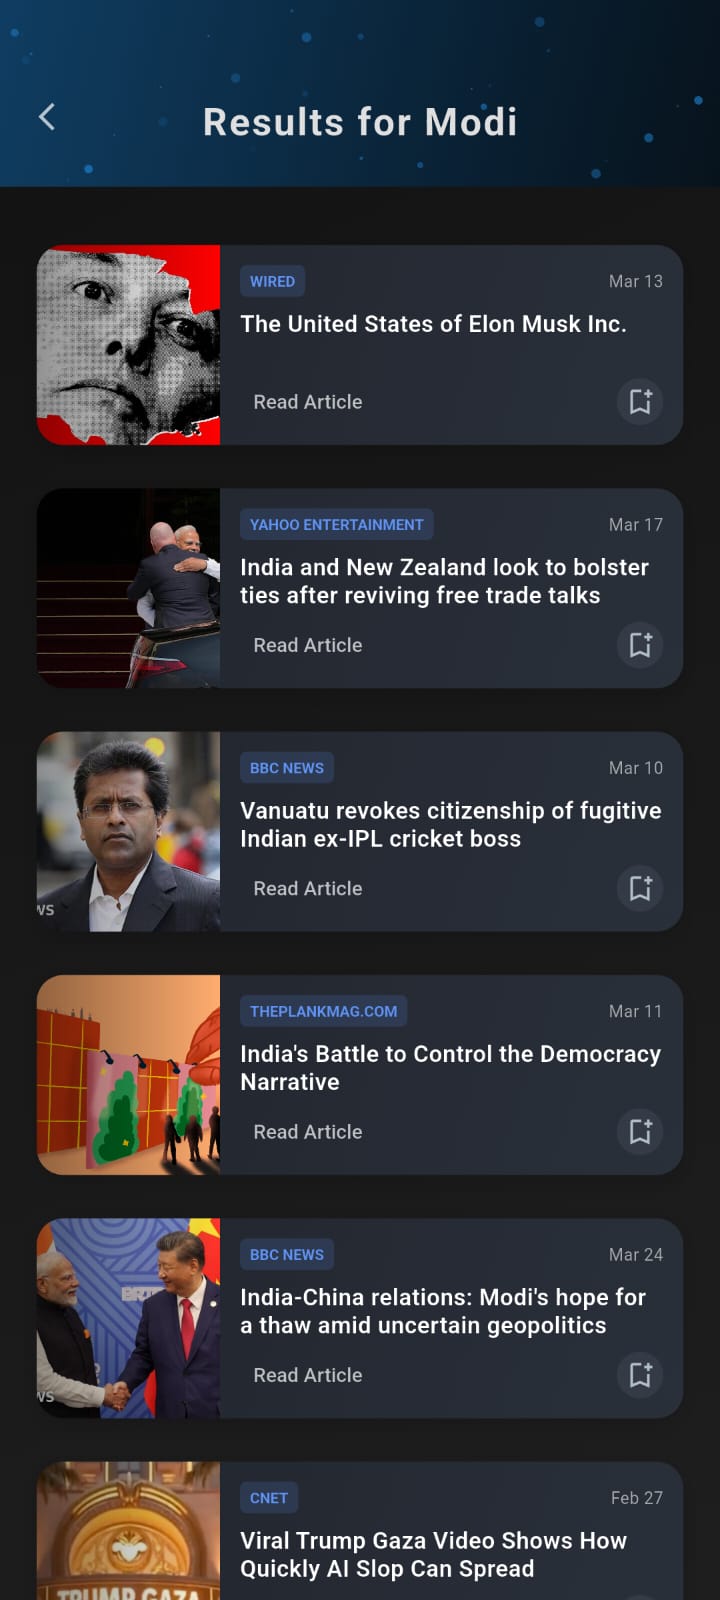 Results for Modi
WIRED
Mar 13
The United States of Elon Musk Inc.
Read Article
YAHOO ENTERTAINMENT
Mar 17
India and New Zealand look to bolster
ties after reviving free trade talks
Read Article
BBC NEWS
Mar 10
Vanuatu revokes citizenship of fugitive
Indian ex-IPL cricket boss
WS
Read Article
THEPLANKMAG.COM
Mar 11
India's Battle to Control the Democracy
Narrative
Read Article
BBC NEWS
Mar 24
India-China relations: Modi's hope for
a thaw amid uncertain geopolitics
WS
Read Article
CNET
Feb 27
Viral Trump Gaza Video Shows How
Quickly AI Slop Can Spread
TRUMP GAZA